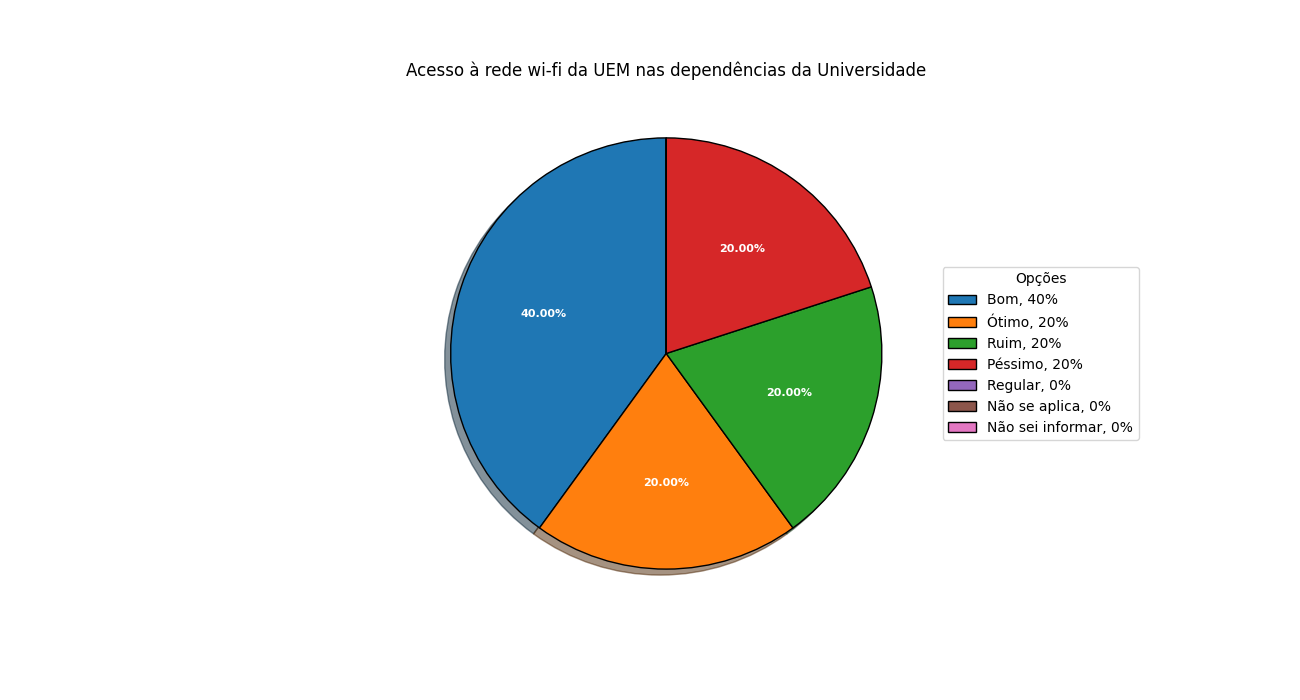 Acesso à rede wi-fi da UEM nas dependências da Universidade
20.00%
40.00%
20.00%
20.00%
Opções
Bom, 40%
Ótimo, 20%
Ruim, 20%
Péssimo, 20%
Regular, 0%
Não se aplica, 0%
Não sei informar, 0%